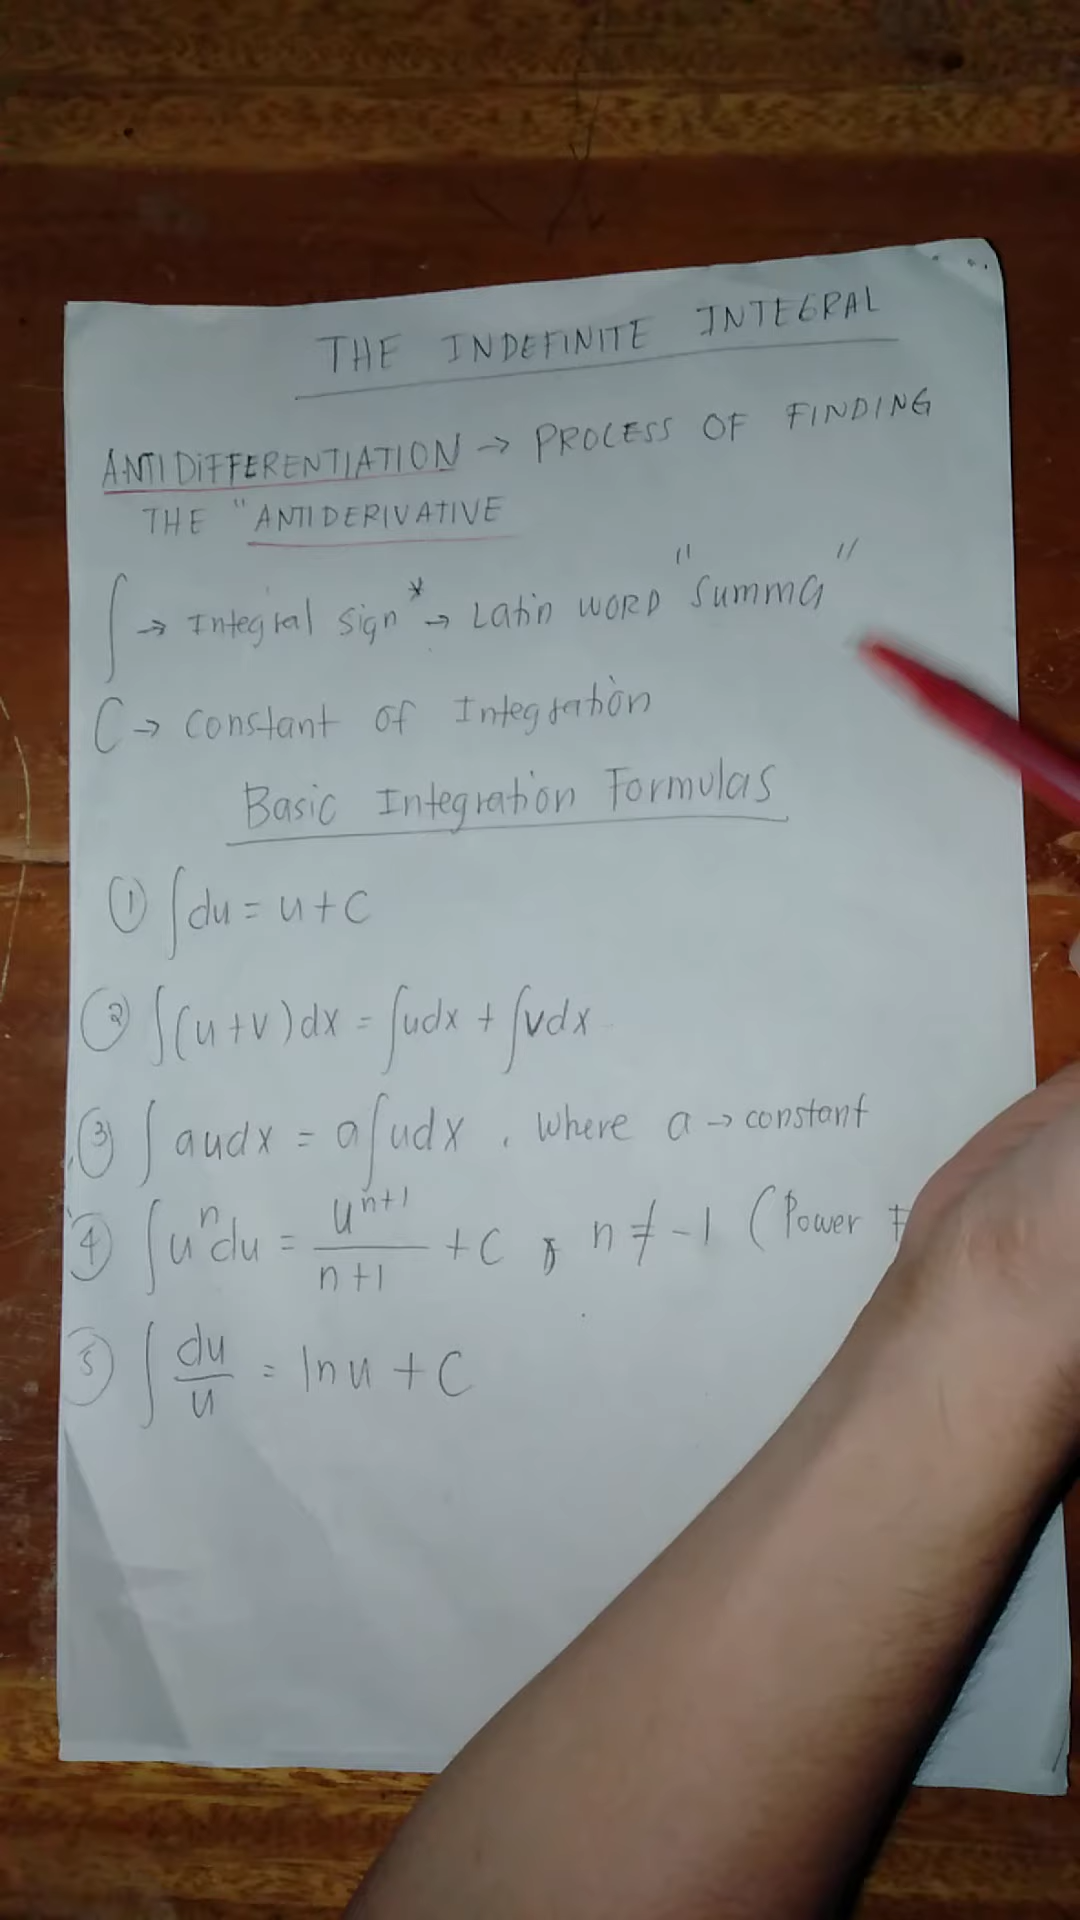 THE INDEFINITE INTEGRAL
ANTIDIFFERENTIATION → PROCESS OF FINDING
THE "ANTIDERIVATIVE
∫ → Integral sign* → Latin WORD "Summa"
C → constant of Integration
Basic Integration Formulas
① ∫du = u + C
② ∫(u+v)dx = ∫udx + ∫vdx
③ ∫audx = a∫udx, where a → constant
④ ∫uⁿdu = uⁿ⁺¹/(n+1) + C, n ≠ -1 (Power
⑤ ∫du/u = ln u + C